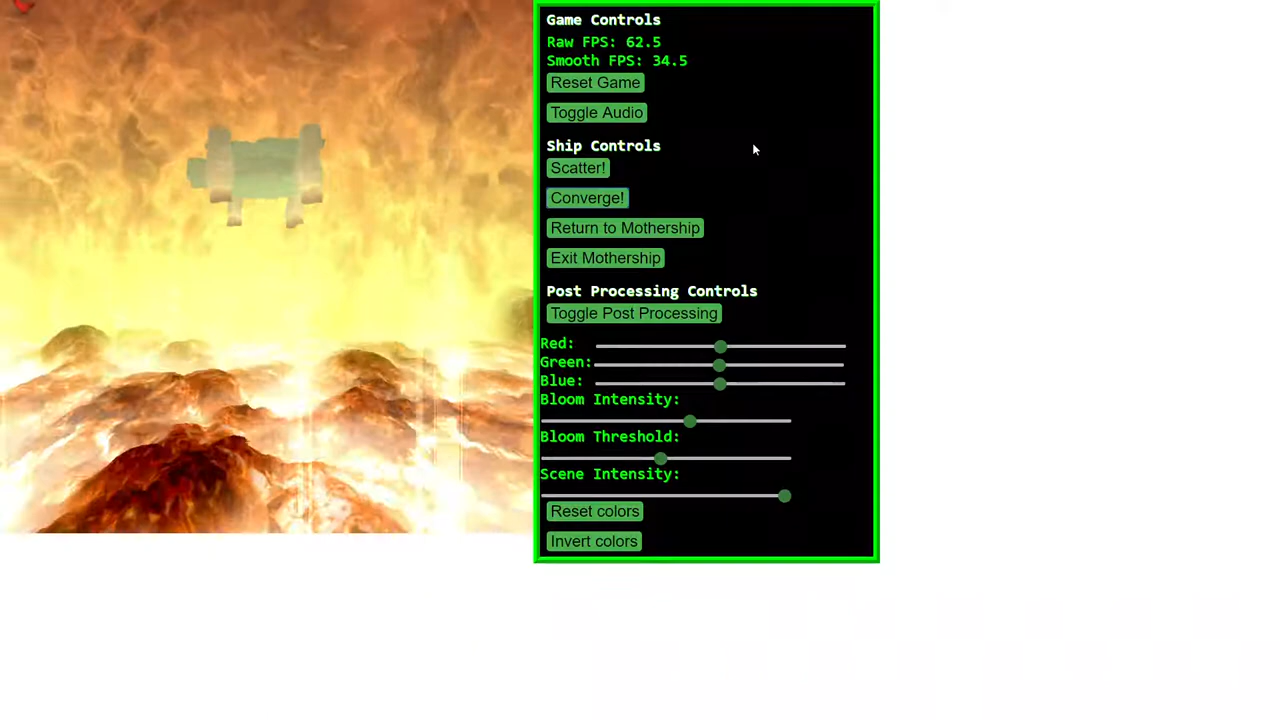 Game Controls
Raw FPS: 62.5
Smooth FPS: 34.5
Reset Game
Toggle Audio
Ship Controls
Scatter!
Converge!
Return to Mothership
Exit Mothership
Post Processing Controls
Toggle Post Processing
Red:
Green:
Blue:
Bloom Intensity:
Bloom Threshold:
Scene Intensity:
Reset colors
Invert colors